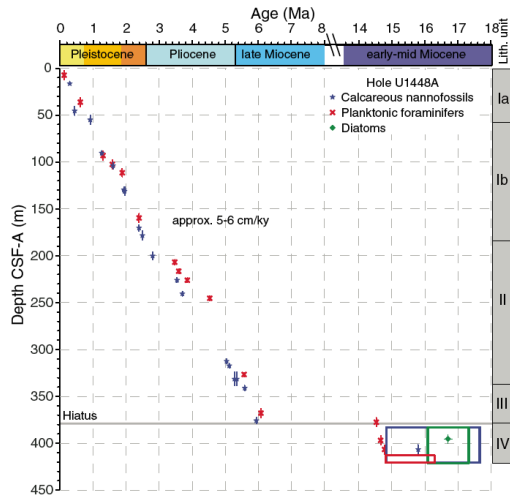 Age (Ma)
0 1 2 3 4 5 6 7 8 14 15 16 17 18
Lith. unit
Pleistocene Pliocene late Miocene early-mid Miocene
Depth CSF-A (m)
0
50
100
150
200
250
300
350
400
450
Hole U1448A
Calcareous nannofossils
Planktonic foraminifers
Diatoms
approx. 5-6 cm/ky
Hiatus
Ia
Ib
II
III
IV